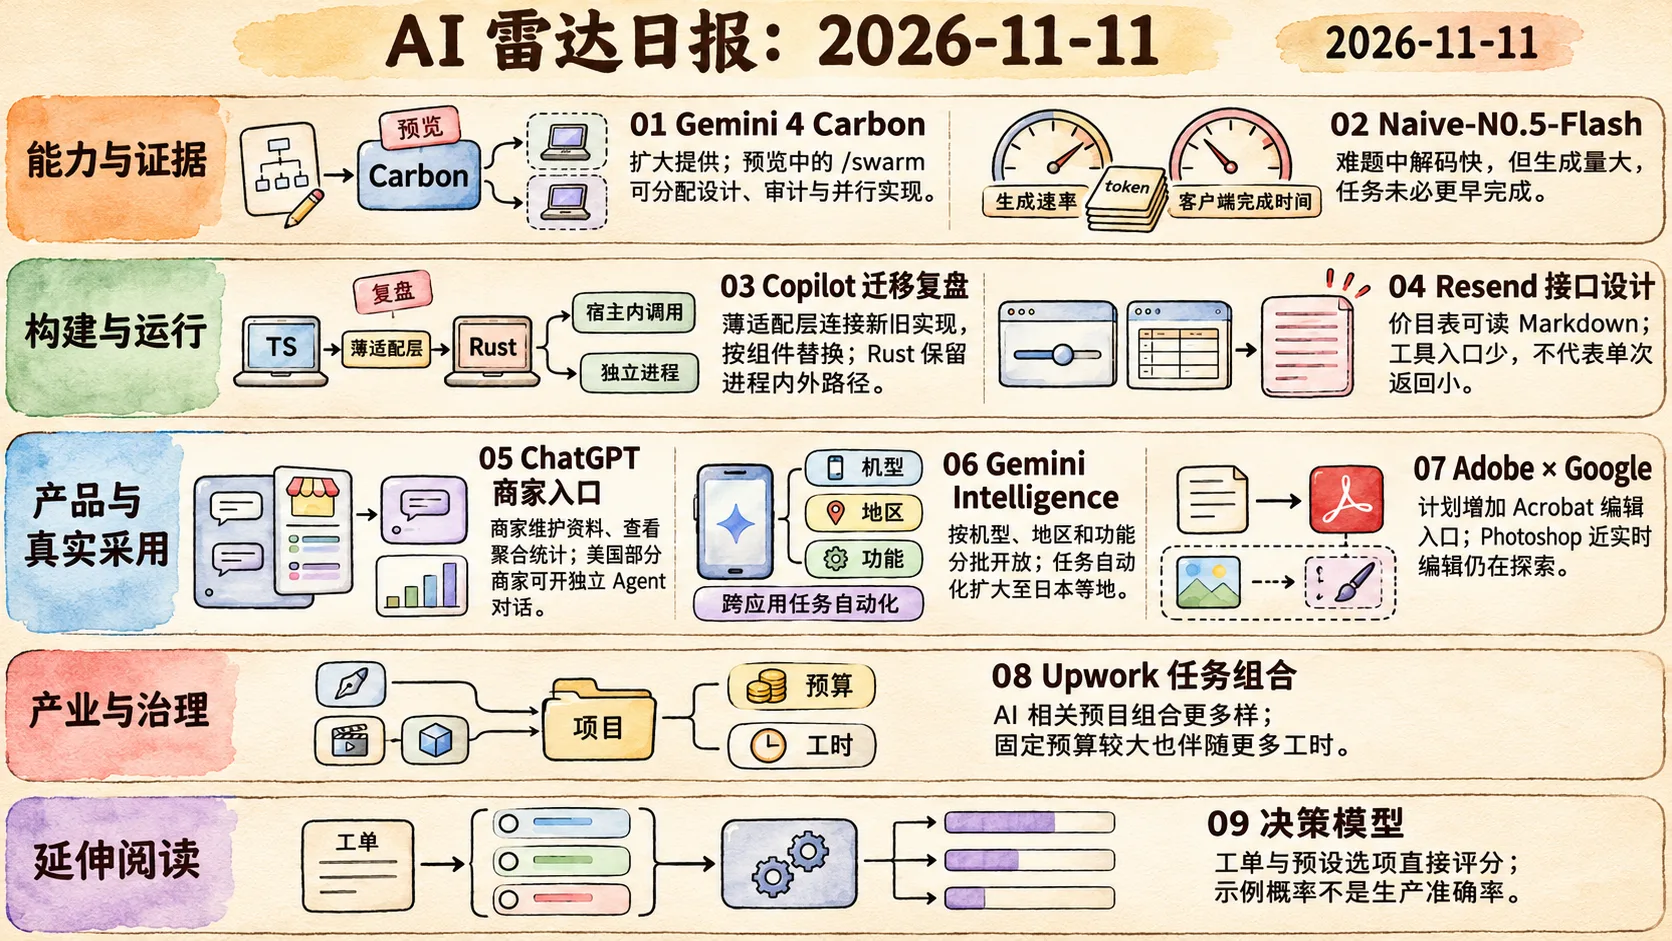 AI 雷达日报：2026-11-11
2026-11-11
能力与证据
预览
Carbon
01 Gemini 4 Carbon
扩大提供；预览中的 /swarm
可分配设计、审计与并行实现。
生成速率
token
客户端完成时间
02 Naive-N0.5-Flash
难题中解码快，但生成量大，
任务未必更早完成。
构建与运行
复盘
TS
薄适配层
Rust
宿主内调用
独立进程
03 Copilot 迁移复盘
薄适配层连接新旧实现，
按组件替换；Rust 保留
进程内外路径。
04 Resend 接口设计
价目表可读 Markdown；
工具入口少，不代表单次
返回小。
产品与
真实采用
05 ChatGPT
商家入口
商家维护资料、查看
聚合统计；美国部分
商家可开独立 Agent
对话。
机型
地区
功能
跨应用任务自动化
06 Gemini
Intelligence
按机型、地区和功能
分批开放；任务自动
化扩大至日本等地。
07 Adobe × Google
计划增加 Acrobat 编辑
入口；Photoshop 近实时
编辑仍在探索。
产业与治理
项目
预算
工时
08 Upwork 任务组合
AI 相关预目组合更多样；
固定预算较大也伴随更多工时。
延伸阅读
工单
09 决策模型
工单与预设选项直接评分；
示例概率不是生产准确率。